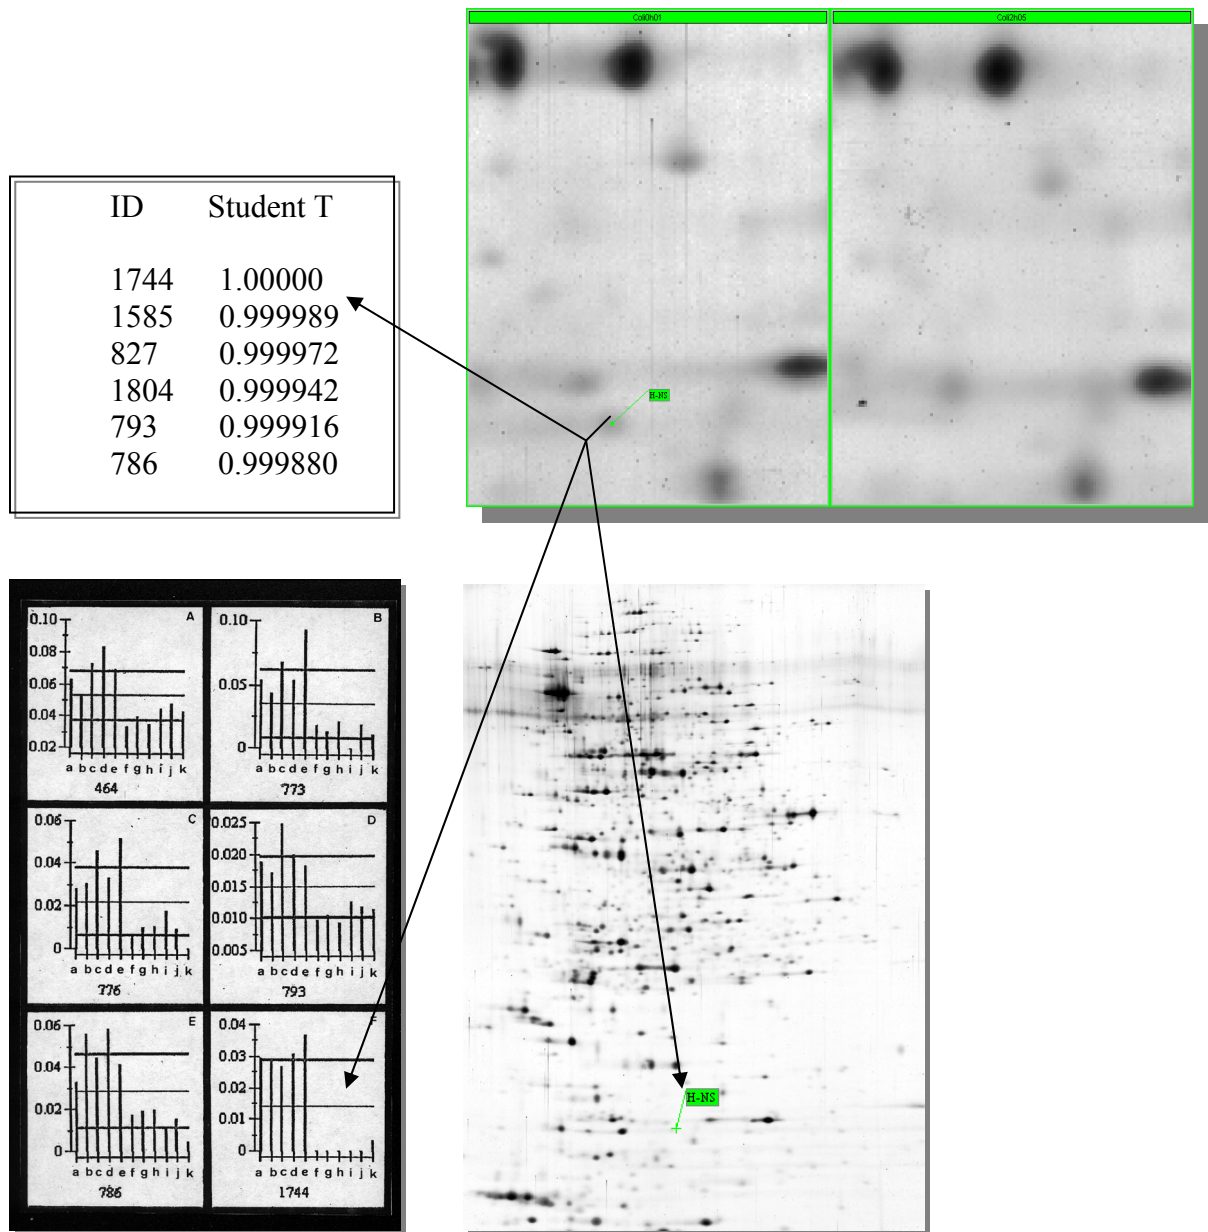 Coli0h01 Coli2h05
ID Student T
1744 1.00000
1585 0.999989
827 0.999972
1804 0.999942
793 0.999916
786 0.999880
H-NS
A
0.10
0.08
0.06
0.04
0.02
a b c d e f g h i j k
464
B
0.10
0.05
0
a b c d e f g h i j k
773
C
0.06
0.04
0.02
0
a b c d e f g h i j k
776
D
0.025
0.020
0.015
0.010
0.005
a b c d e f g h i j k
793
E
0.06
0.04
0.02
0
a b c d e f g h i j k
786
F
0.04
0.03
0.02
0.01
0
a b c d e f g h i j k
1744
H-NS